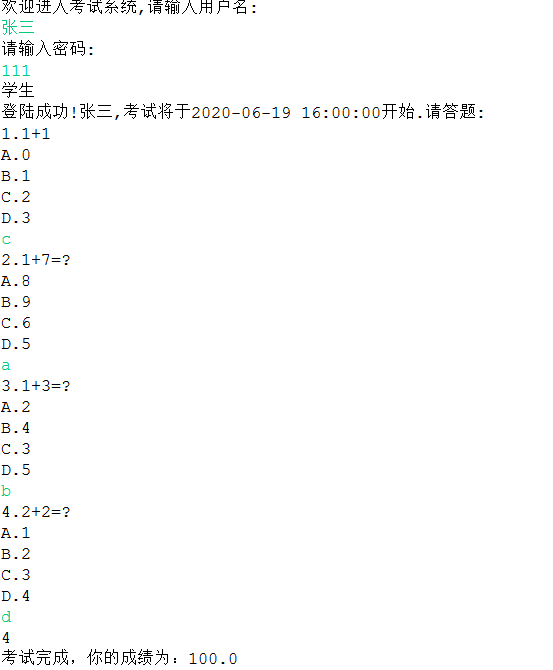 欢迎进入考试系统,请输入用户名:
张三
请输入密码:
111
学生
登陆成功!张三,考试将于2020-06-19 16:00:00开始.请答题:
1.1+1
A.0
B.1
C.2
D.3
c
2.1+7=?
A.8
B.9
C.6
D.5
a
3.1+3=?
A.2
B.4
C.3
D.5
b
4.2+2=?
A.1
B.2
C.3
D.4
d
4
考试完成，你的成绩为：100.0